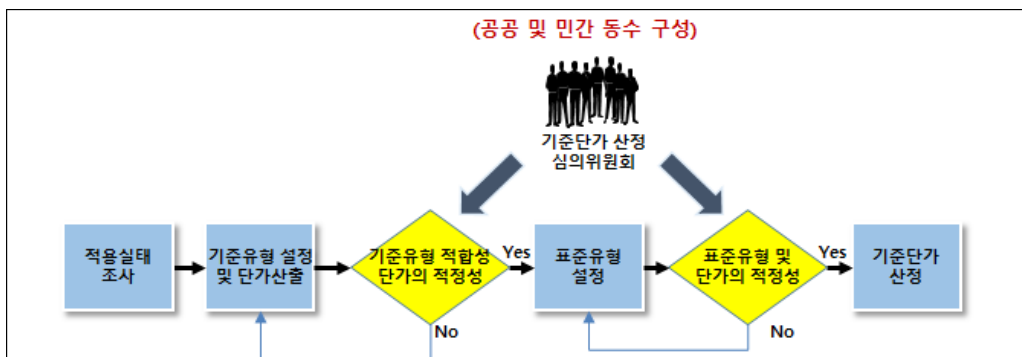 (공공 및 민간 동수 구성)
기준단가 산정
심의위원회
적용실태
조사
기준유형 설정
및 단가산출
기준유형 적합성
단가의 적정성
Yes
No
표준유형
설정
표준유형 및
단가의 적정성
Yes
No
기준단가
산정